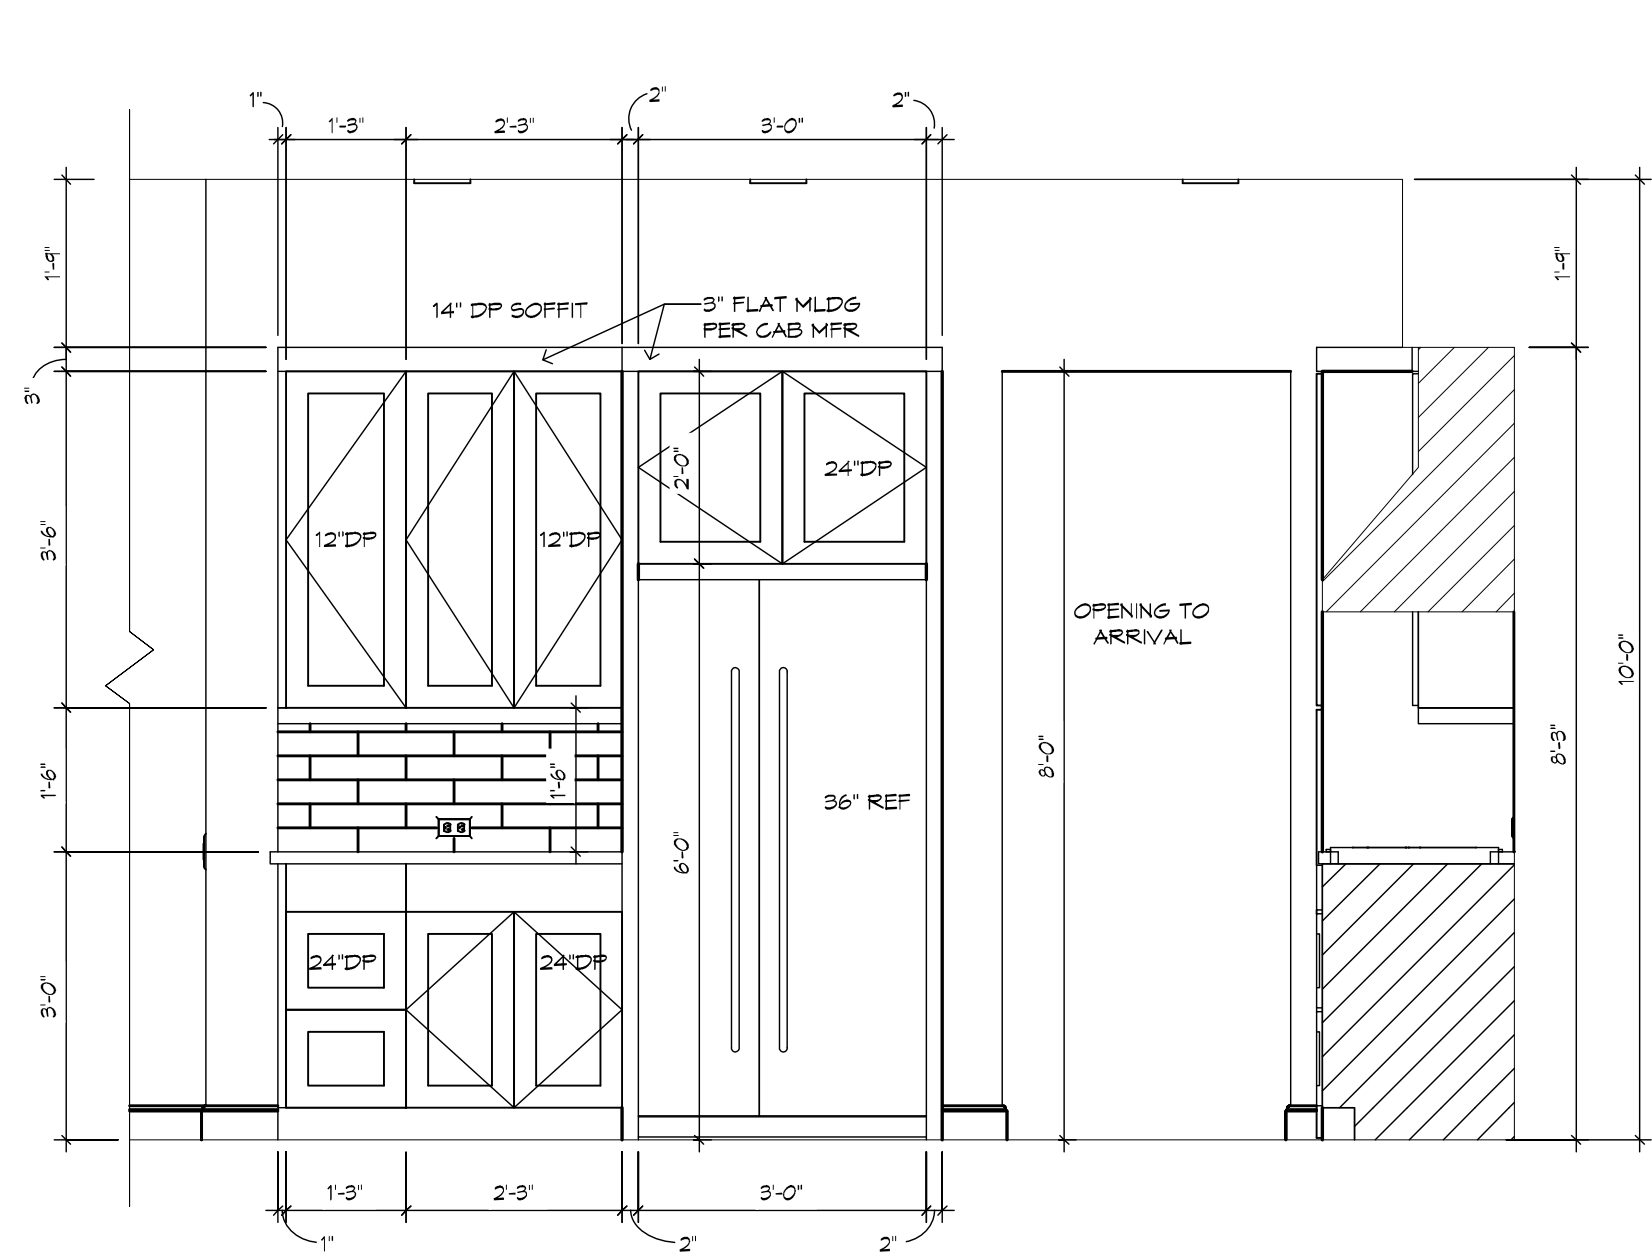 1" 2" 2"
1'-3" 2'-3" 3'-0"
1'-9" 1'-9"
14" DP SOFFIT
3" FLAT MLDG
PER CAB MFR
3"
2'-0" 24"DP
3'-6" 12"DP 12"DP
OPENING TO
ARRIVAL
10'-0"
8'-0" 8'-3"
1'-6" 1'-6"
36" REF
6'-0"
24"DP 24"DP
3'-0"
1'-3" 2'-3" 3'-0"
1" 2" 2"